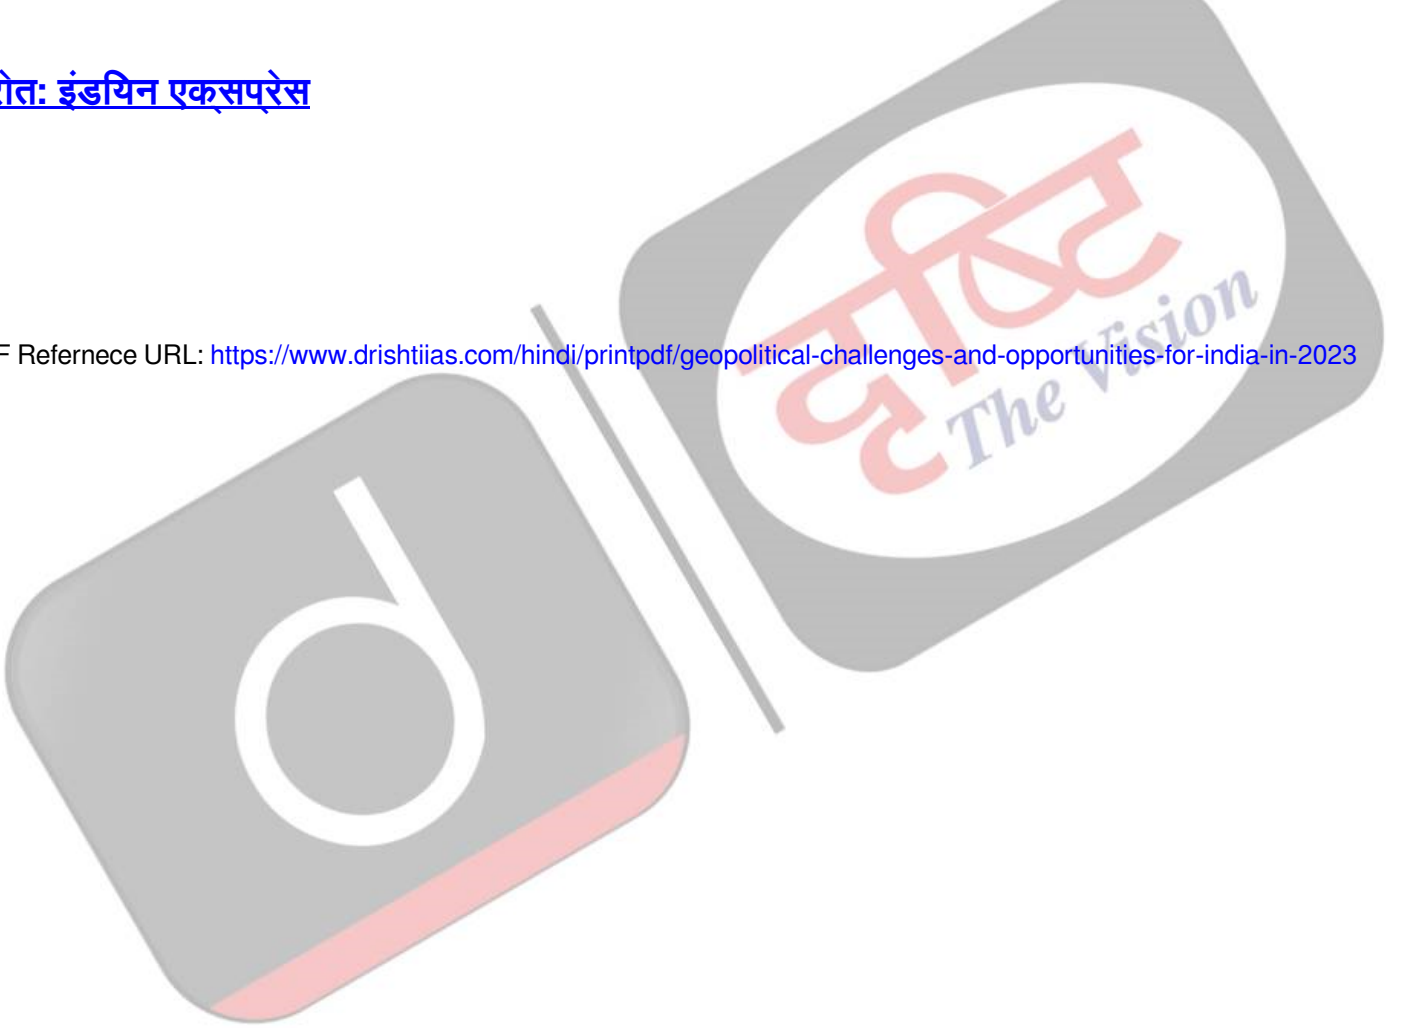 रोत: इंडयिन एक्सप्रेस
दृष्टि
The Vision
F Refernece URL: https://www.drishtiias.com/hindi/printpdf/geopolitical-challenges-and-opportunities-for-india-in-2023
d